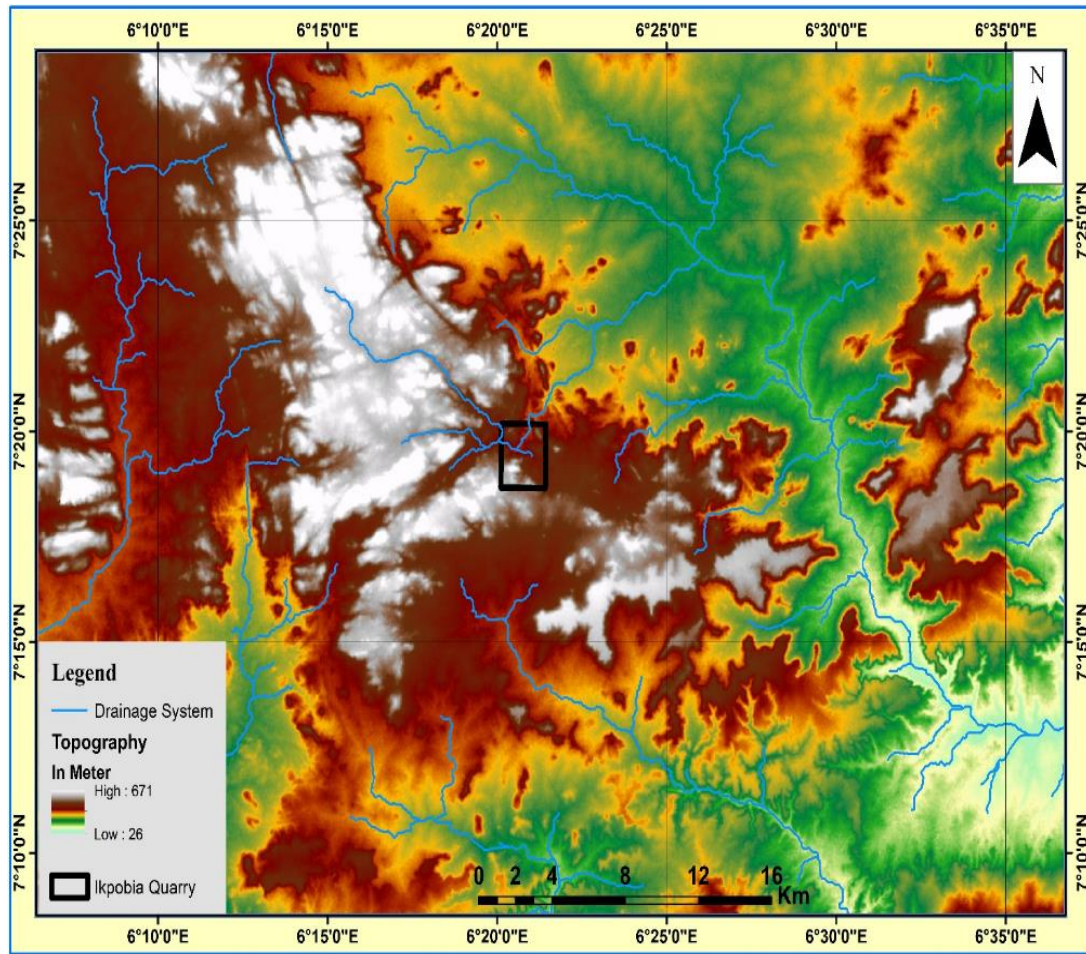 6°10'0"E 6°15'0"E 6°20'0"E 6°25'0"E 6°30'0"E 6°35'0"E
N
7°25'0"N 7°25'0"N
7°20'0"N 7°20'0"N
7°15'0"N 7°15'0"N
7°10'0"N 7°10'0"N
Legend
Drainage System
Topography
In Meter
High : 671
Low : 26
Ikpobia Quarry
0 2 4 8 12 16
Km
6°10'0"E 6°15'0"E 6°20'0"E 6°25'0"E 6°30'0"E 6°35'0"E